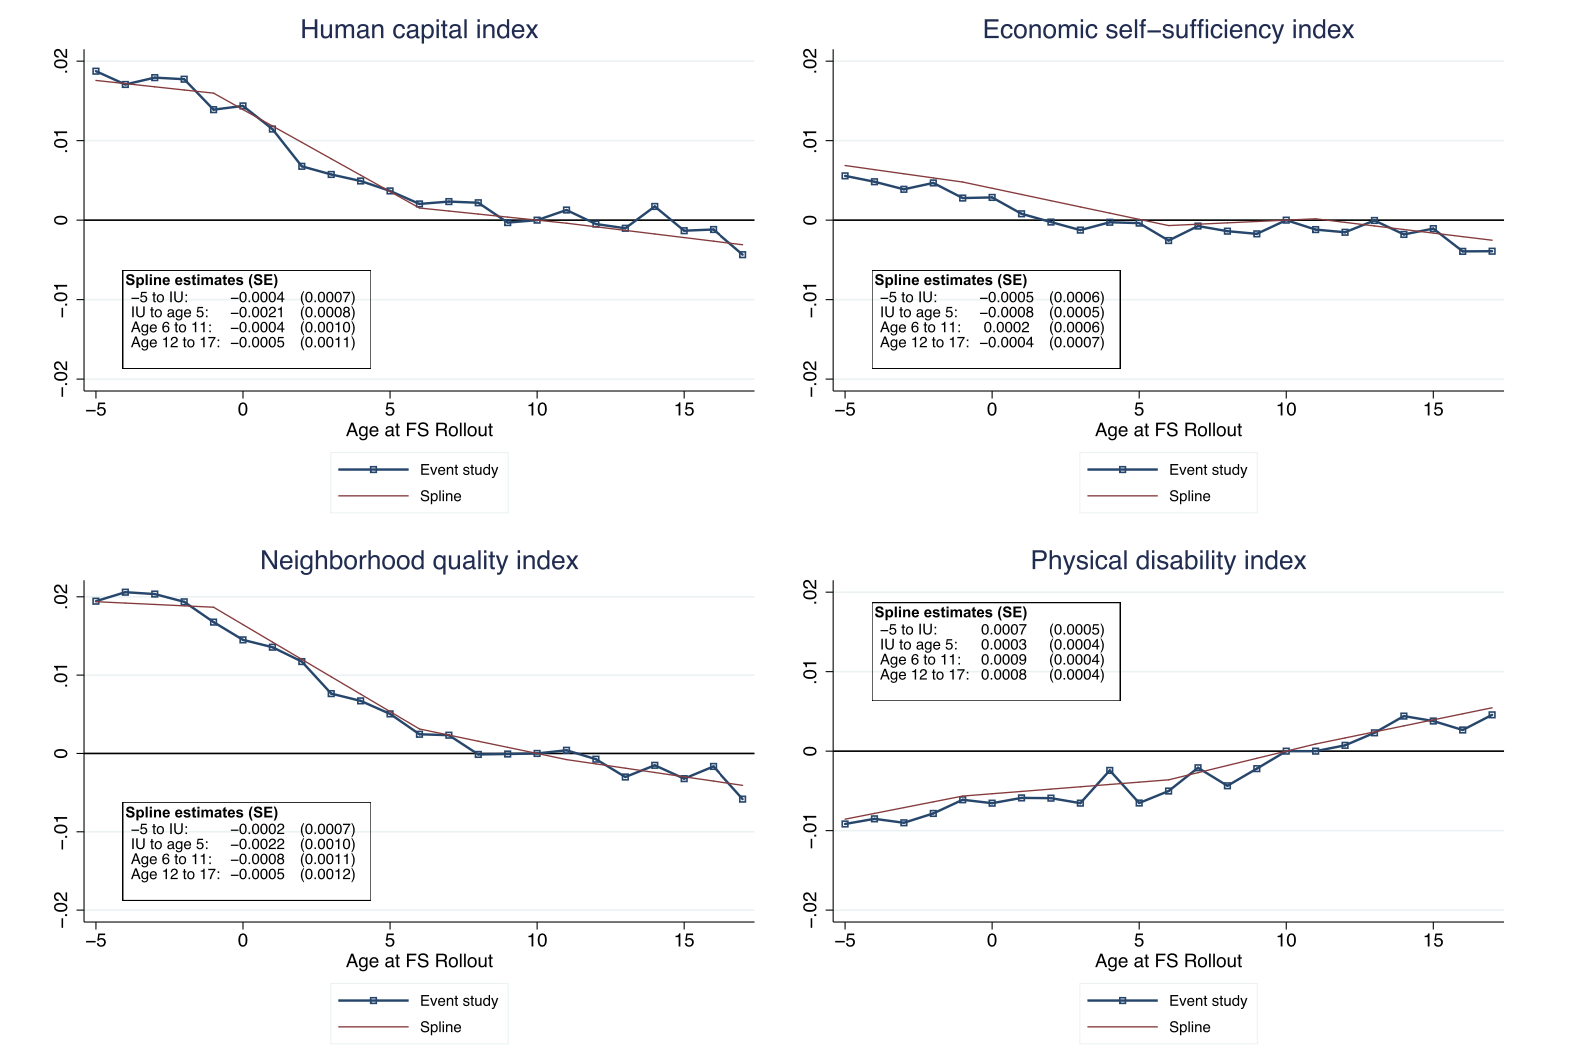 Human capital index
.02
.01
0
−.01
−.02
Spline estimates (SE)
−5 to IU: −0.0004 (0.0007)
IU to age 5: −0.0021 (0.0008)
Age 6 to 11: −0.0004 (0.0010)
Age 12 to 17: −0.0005 (0.0011)
−5 0 5 10 15
Age at FS Rollout
Event study
Spline
Economic self−sufficiency index
.02
.01
0
−.01
−.02
Spline estimates (SE)
−5 to IU: −0.0005 (0.0006)
IU to age 5: −0.0008 (0.0005)
Age 6 to 11: 0.0002 (0.0006)
Age 12 to 17: −0.0004 (0.0007)
−5 0 5 10 15
Age at FS Rollout
Event study
Spline
Neighborhood quality index
.02
.01
0
−.01
−.02
Spline estimates (SE)
−5 to IU: −0.0002 (0.0007)
IU to age 5: −0.0022 (0.0010)
Age 6 to 11: −0.0008 (0.0011)
Age 12 to 17: −0.0005 (0.0012)
−5 0 5 10 15
Age at FS Rollout
Event study
Spline
Physical disability index
.02
.01
0
−.01
−.02
Spline estimates (SE)
−5 to IU: 0.0007 (0.0005)
IU to age 5: 0.0003 (0.0004)
Age 6 to 11: 0.0009 (0.0004)
Age 12 to 17: 0.0008 (0.0004)
−5 0 5 10 15
Age at FS Rollout
Event study
Spline